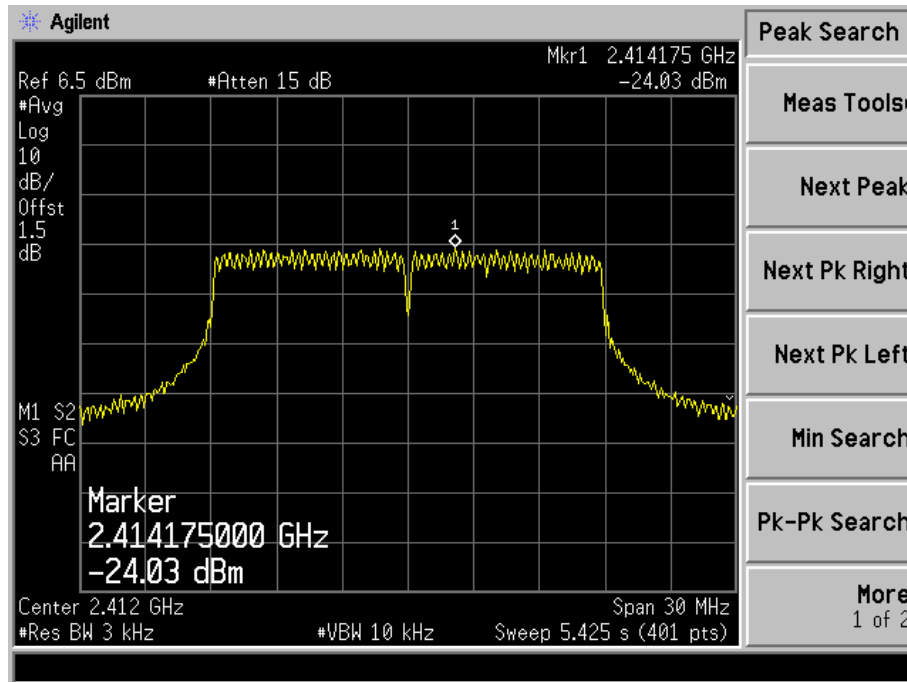 Agilent
Peak Search
Mkr1 2.414175 GHz
Ref 6.5 dBm #Atten 15 dB −24.03 dBm
#Avg
Log
10
dB/
Offst
1.5
dB
1
M1 S2
S3 FC
AA
Marker
2.414175000 GHz
−24.03 dBm
Center 2.412 GHz Span 30 MHz
#Res BW 3 kHz #VBW 10 kHz Sweep 5.425 s (401 pts)
Meas Tools
Next Peak
Next Pk Right
Next Pk Left
Min Search
Pk-Pk Search
More
1 of 2